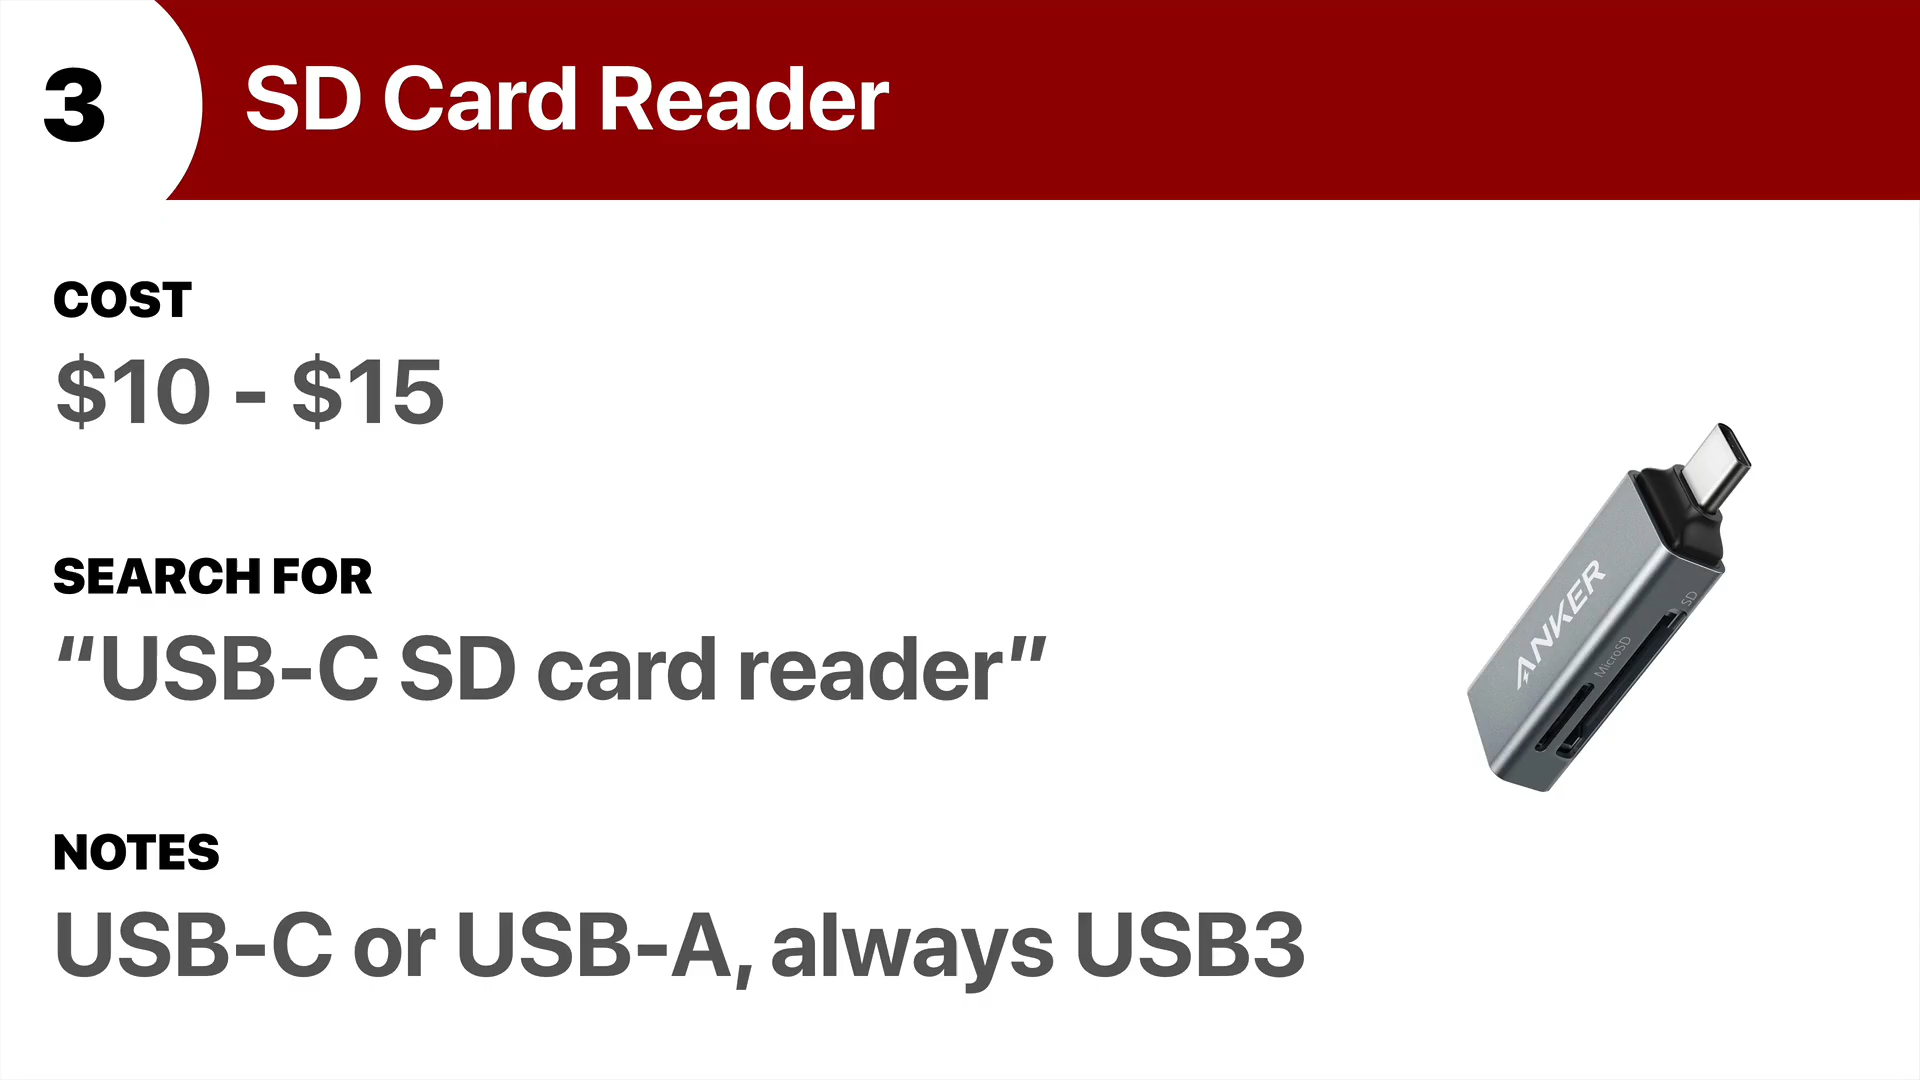 3
SD Card Reader
COST
$10 - $15
SEARCH FOR
“USB-C SD card reader”
NOTES
USB-C or USB-A, always USB3
ANKER
MicroSD
SD